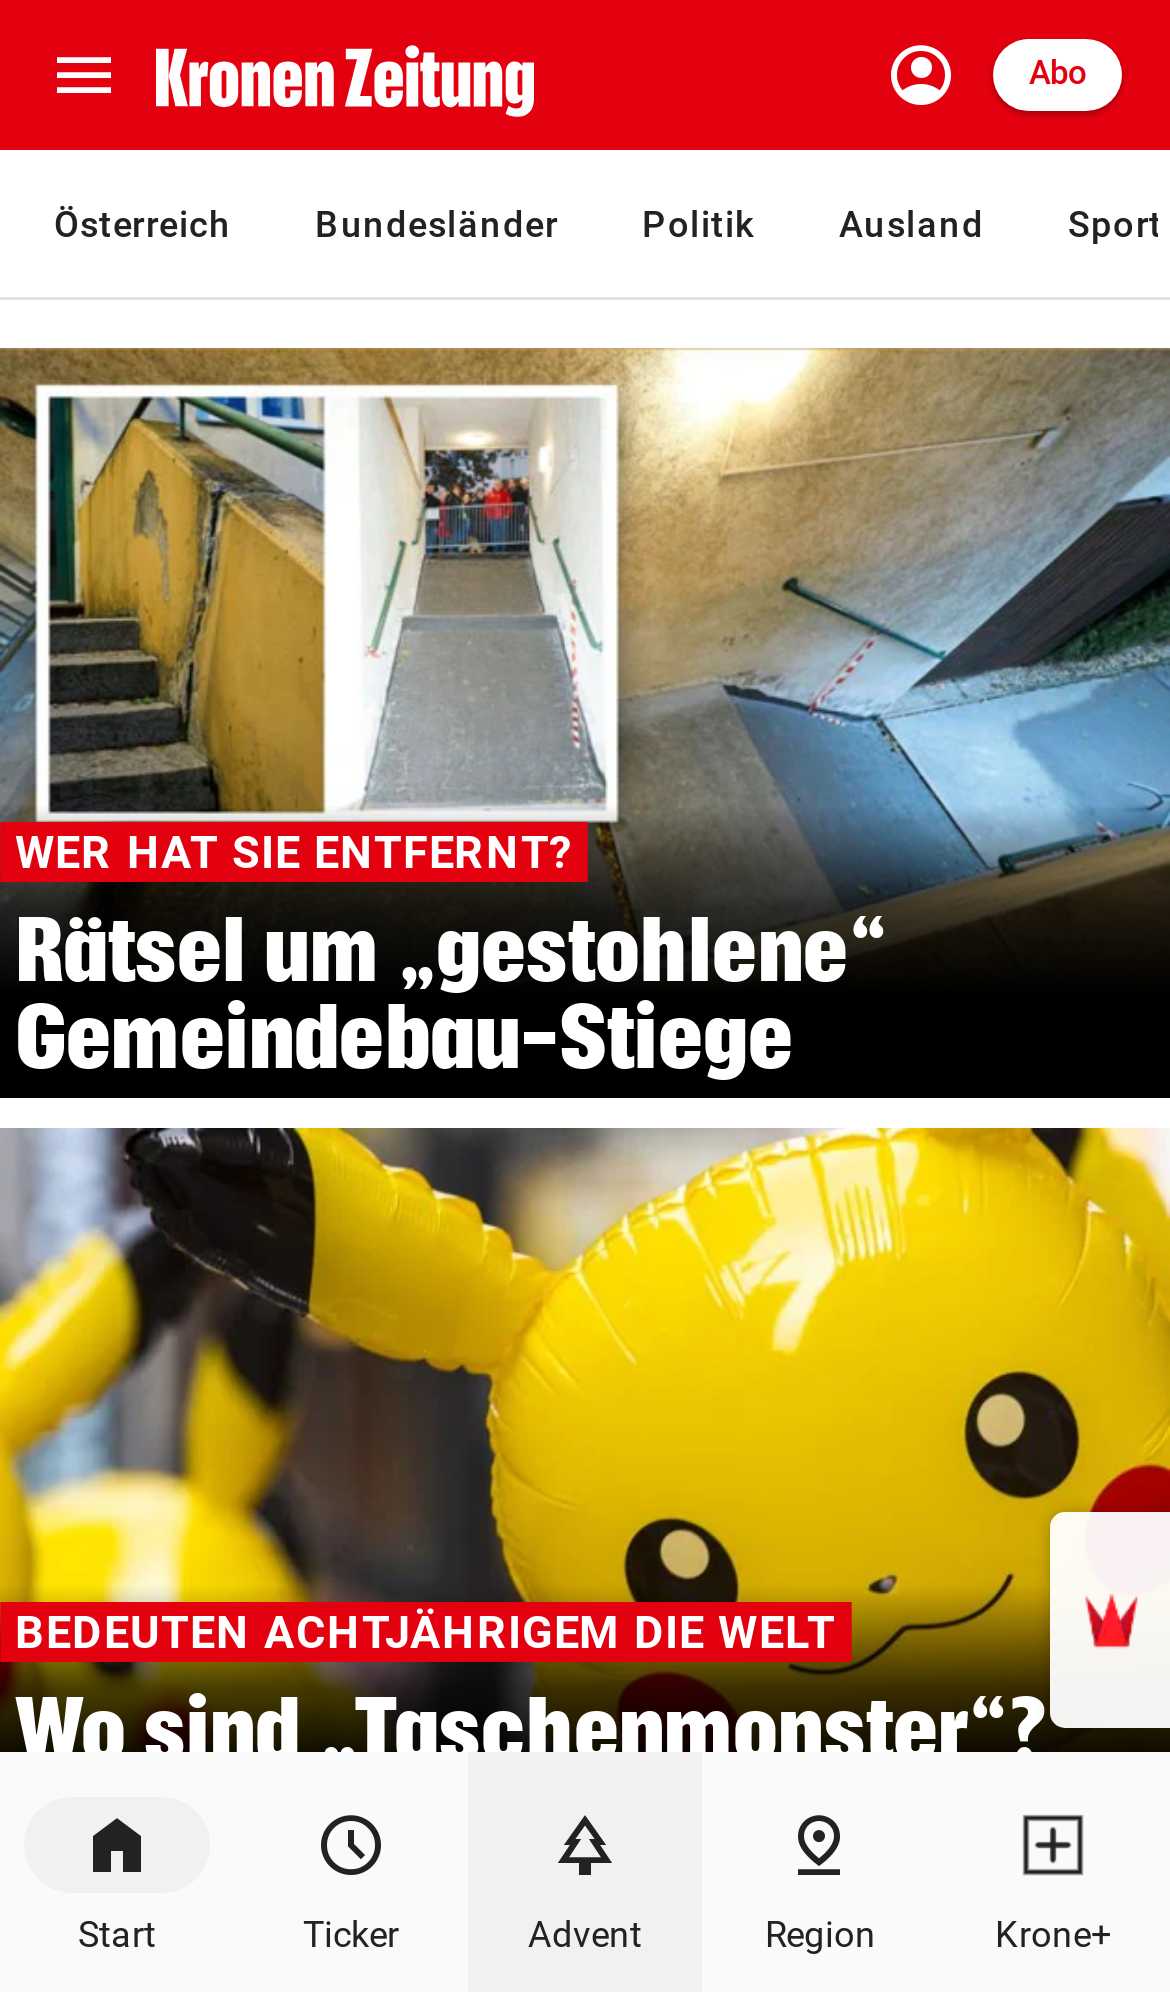 Kronen Zeitung
Abo
Österreich Bundesländer Politik Ausland Sport
WER HAT SIE ENTFERNT?
Rätsel um „gestohlene“
Gemeindebau-Stiege
BEDEUTEN ACHTJÄHRIGEM DIE WELT
Wo sind „Taschenmonster“?
Start Ticker Advent Region Krone+